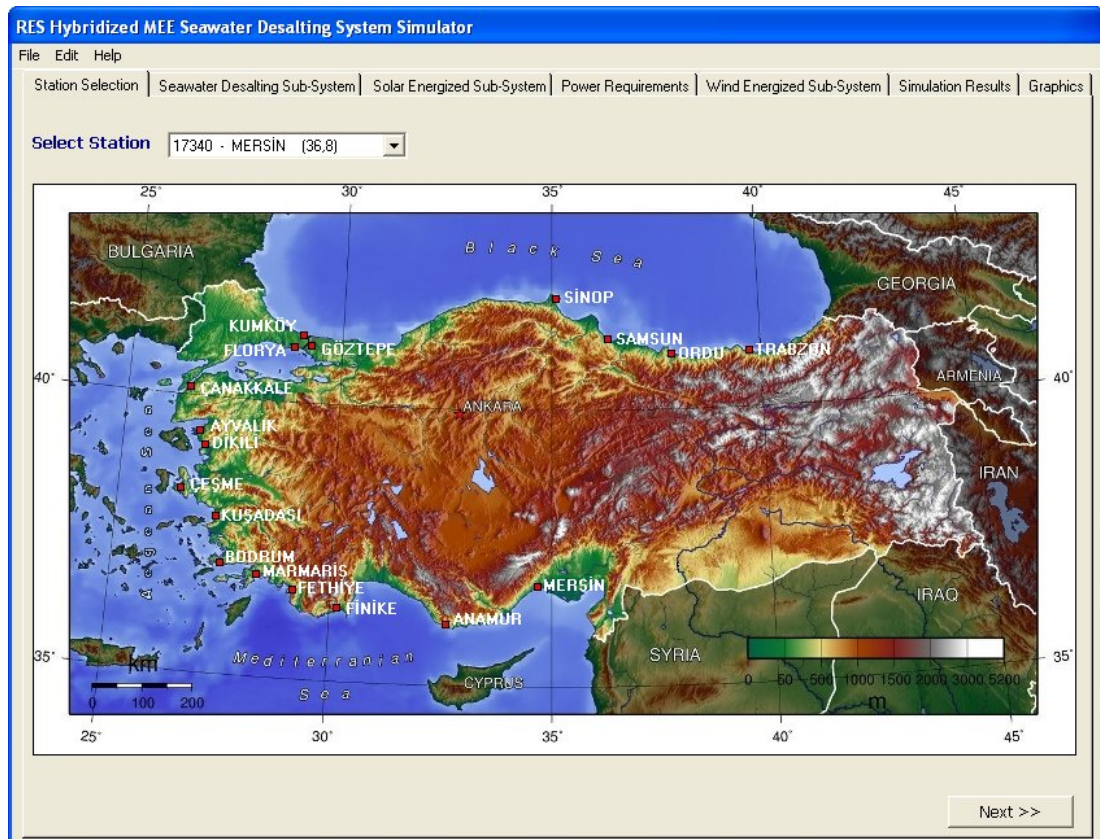 RES Hybridized MEE Seawater Desalting System Simulator
File Edit Help
Station Selection Seawater Desalting Sub-System Solar Energized Sub-System Power Requirements Wind Energized Sub-System Simulation Results Graphics
Select Station 17340 - MERSİN (36,8)
25° 30° 35° 40° 45°
BULGARIA
Black Sea
GEORGIA
SİNOP
KUMKÖY
SAMSUN
FLORYA GÖZTEPE ORDU TRABZON
40° 40°
ÇANAKKALE
ARMENIA
ANKARA
AYVALIK
DİKİLİ
IRAN
ÇEŞME
KUŞADASI
BODRUM
MARMARİS
FETHİYE
MERŞİN
IRAQ
FİNİKE
ANAMUR
SYRIA
35° 35°
Mediterranian
Sea
km
0 100 200
CYPRUS
0 50 500 1000 1500 2000 3000 5200
m
25° 30° 35° 40° 45°
Next >>